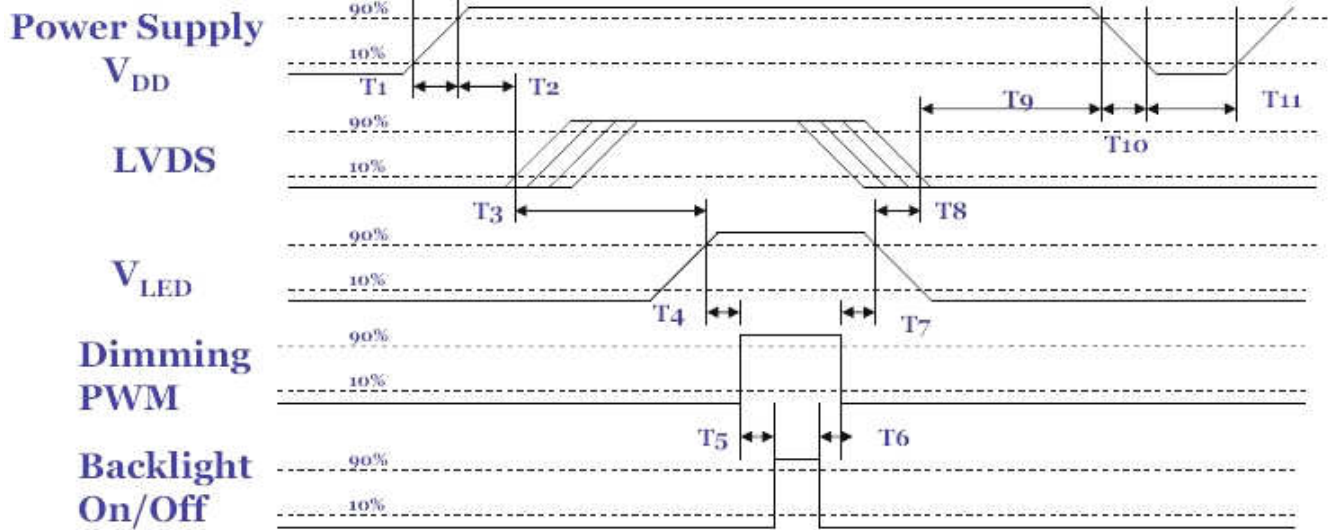 90%
Power Supply
VDD
10%
T1
T2
T9
T11
90%
T10
LVDS
10%
T3
T8
90%
VLED
10%
T4
T7
90%
Dimming
PWM
10%
T5
T6
90%
Backlight
On/Off
10%